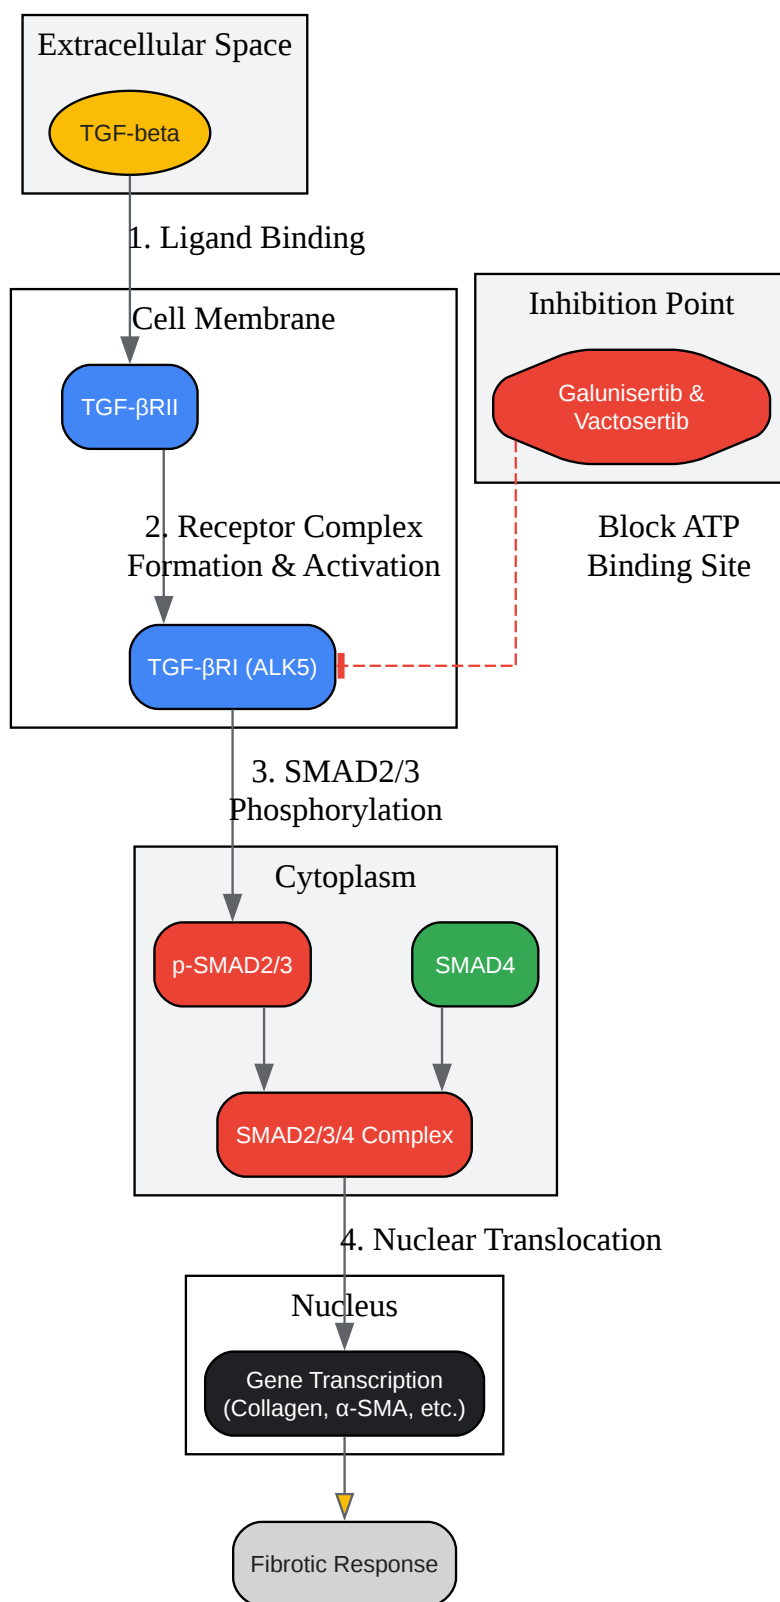 Extracellular Space
TGF-beta
1. Ligand Binding
Cell Membrane
Inhibition Point
TGF-βRII
Galunisertib &
Vactosertib
2. Receptor Complex
Formation & Activation
Block ATP
Binding Site
TGF-βRI (ALK5)
3. SMAD2/3
Phosphorylation
Cytoplasm
p-SMAD2/3
SMAD4
SMAD2/3/4 Complex
4. Nuclear Translocation
Nucleus
Gene Transcription
(Collagen, α-SMA, etc.)
Fibrotic Response